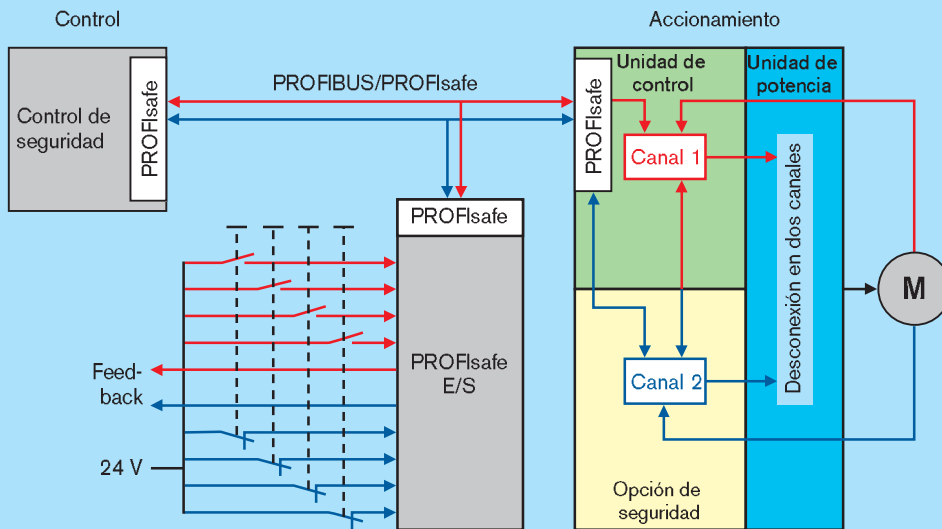 Control
Accionamiento
Control de
seguridad
PROFIsafe
PROFIBUS/PROFIsafe
PROFIsafe
Unidad de
control
Unidad de
potencia
Canal 1
Desconexión en dos canales
M
PROFIsafe
PROFIsafe
E/S
Feed-
back
24 V
Canal 2
Opción de
seguridad